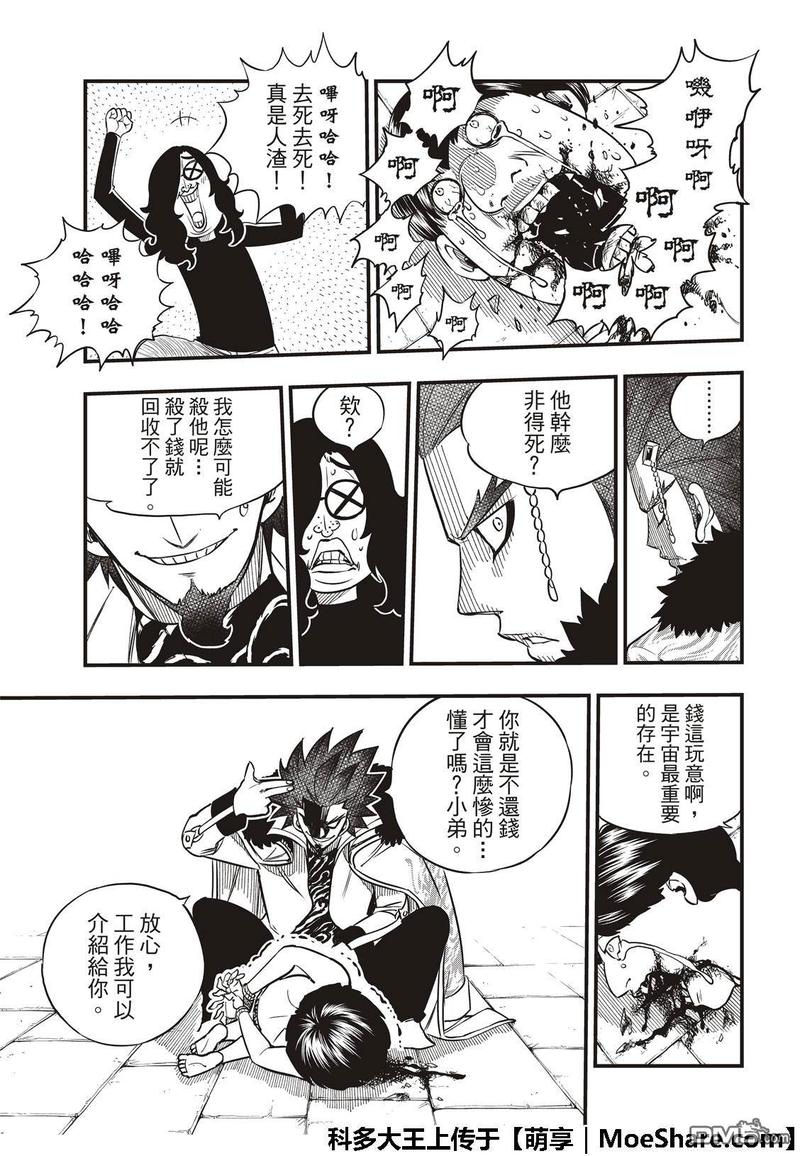 嘰咿呀啊
啊
啊
啊
啊
啊
啊
啊
啊
嗶呀哈哈！
去死去死！
真是人渣！
嗶呀哈哈
哈哈哈！
………
他幹麼
非得死？
欸？
我怎麼可能
殺他呢…
殺了錢就
回收不了了。
錢這玩意啊，
是宇宙最重要
的存在。
你就是不還錢
才會這麼慘的…
懂了嗎？小弟。
放心，
工作我可以
介紹給你。
科多大王上传于【萌享｜MoeShare.com】